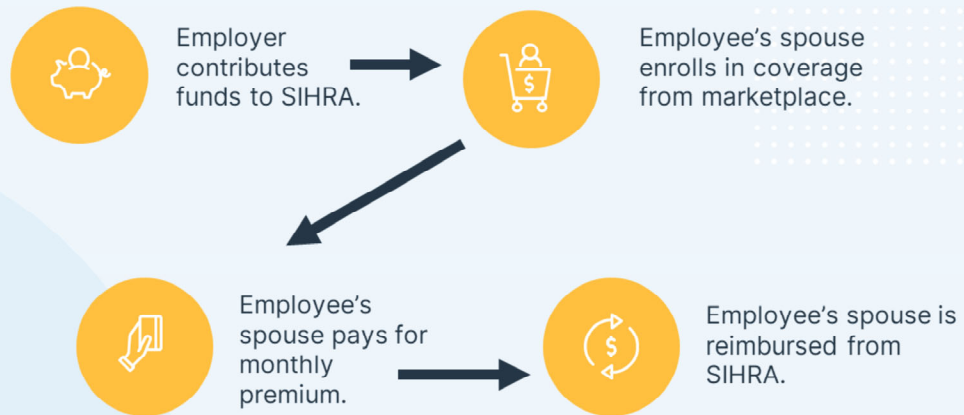 Employer
contributes
funds to SIHRA.
Employee's spouse
enrolls in coverage
from marketplace.
$
Employee's
spouse pays for
monthly
premium.
$
Employee's spouse is
reimbursed from
SIHRA.